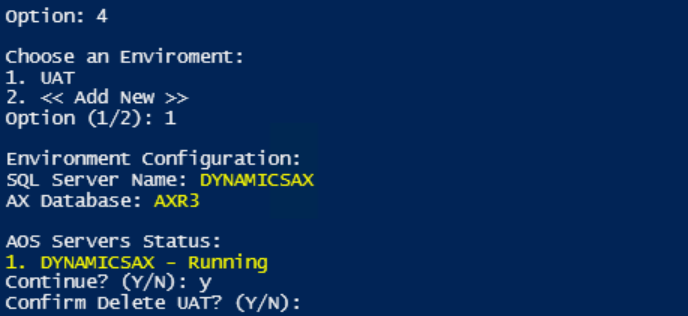 Option: 4
Choose an Enviroment:
1. UAT
2. << Add New >>
Option (1/2): 1
Environment Configuration:
SQL Server Name: DYNAMICSAX
AX Database: AXR3
AOS Servers Status:
1. DYNAMICSAX - Running
Continue? (Y/N): y
Confirm Delete UAT? (Y/N):